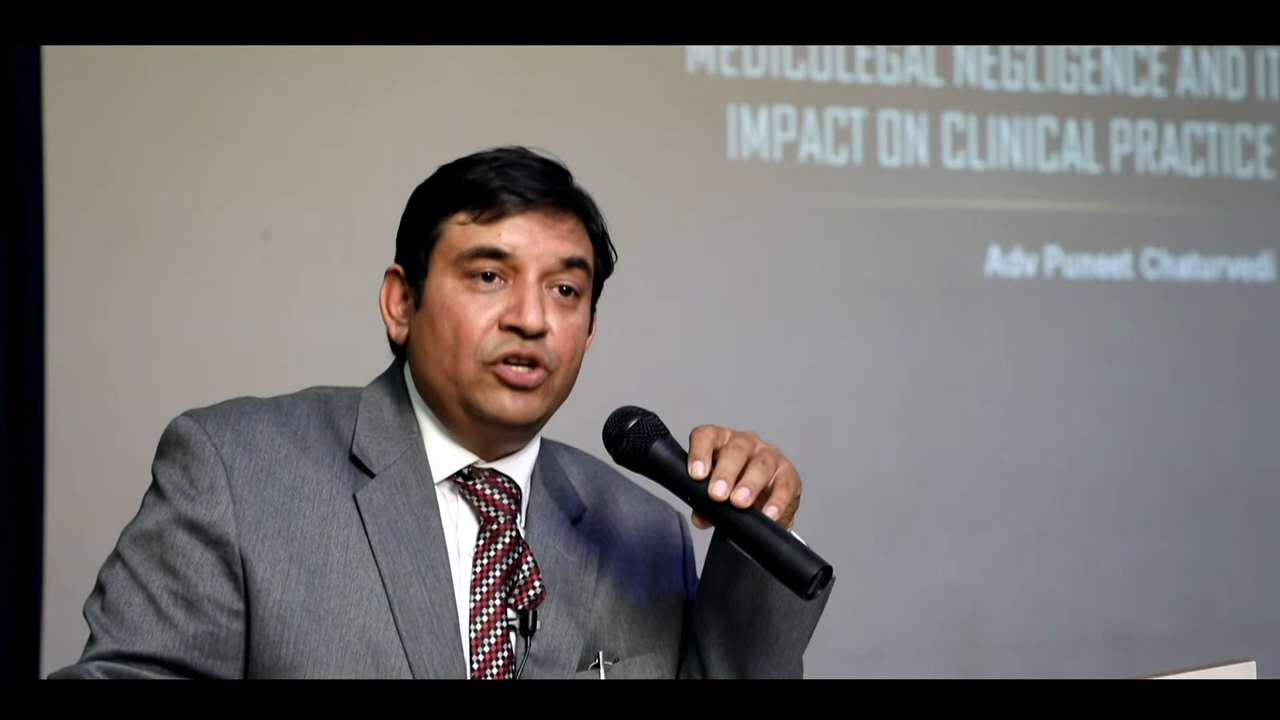 MEDICOLEGAL NEGLIGENCE AND IT
IMPACT ON CLINICAL PRACTICE
Adv Puneet Chaturvedi